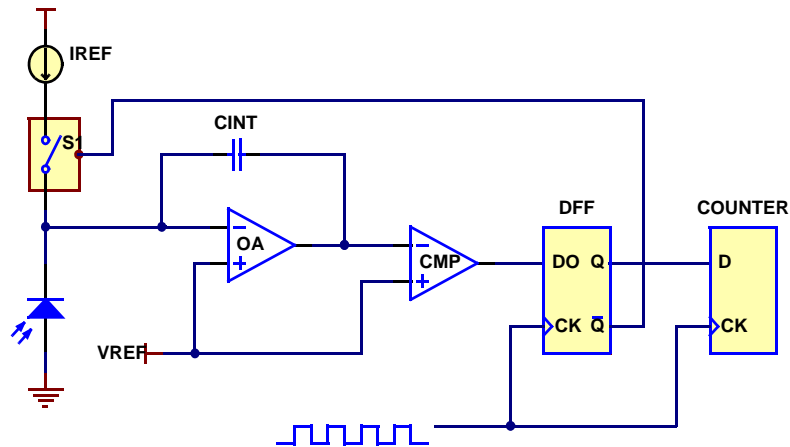 IREF
S1
CINT
OA
CMP
VREF
DFF
DO Q
CK Q̅
COUNTER
D
CK